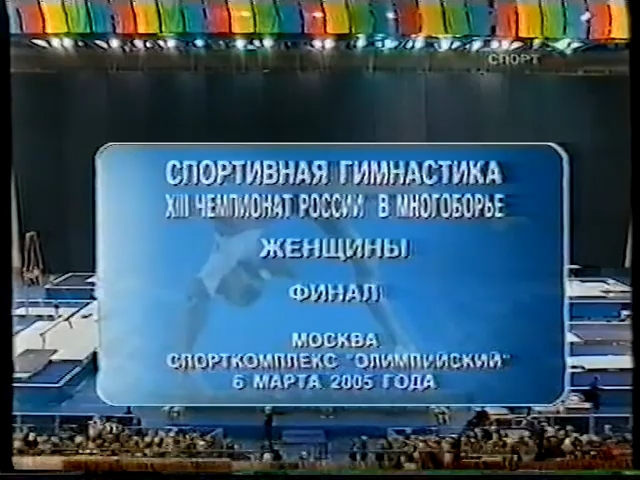 СПОРТ
СПОРТИВНАЯ ГИМНАСТИКА
XIII ЧЕМПИОНАТ РОССИИ В МНОГОБОРЬЕ
ЖЕНЩИНЫ
ФИНАЛ
МОСКВА
СПОРТКОМПЛЕКС "ОЛИМПИЙСКИЙ"
6 МАРТА 2005 ГОДА